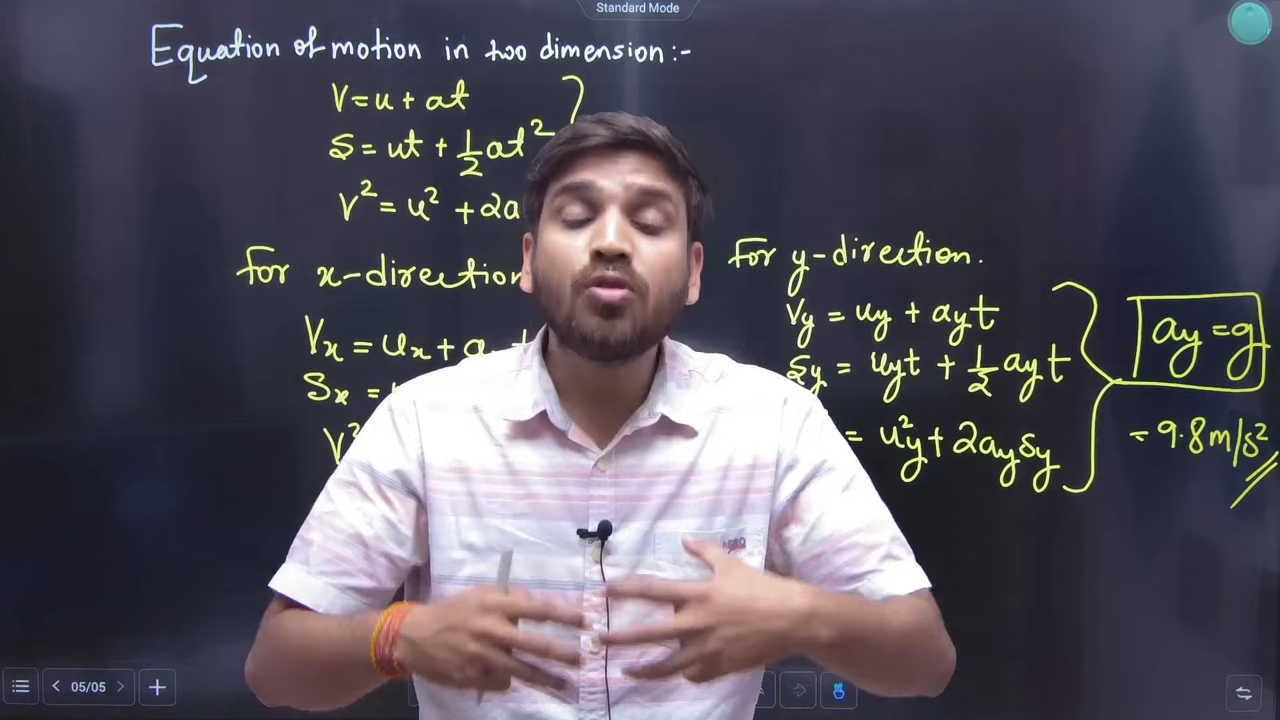 Standard Mode
Equation of motion in two dimension:-
V = u + at
S = ut + 1/2 at²
V² = u² + 2a
For x-direction
Vx = ux + a
Sx =
V²
For y-direction.
Vy = uy + ayt
Sy = uyt + 1/2 ayt
= u²y + 2aysy
ay = g
= 9.8 m/s²
05/05